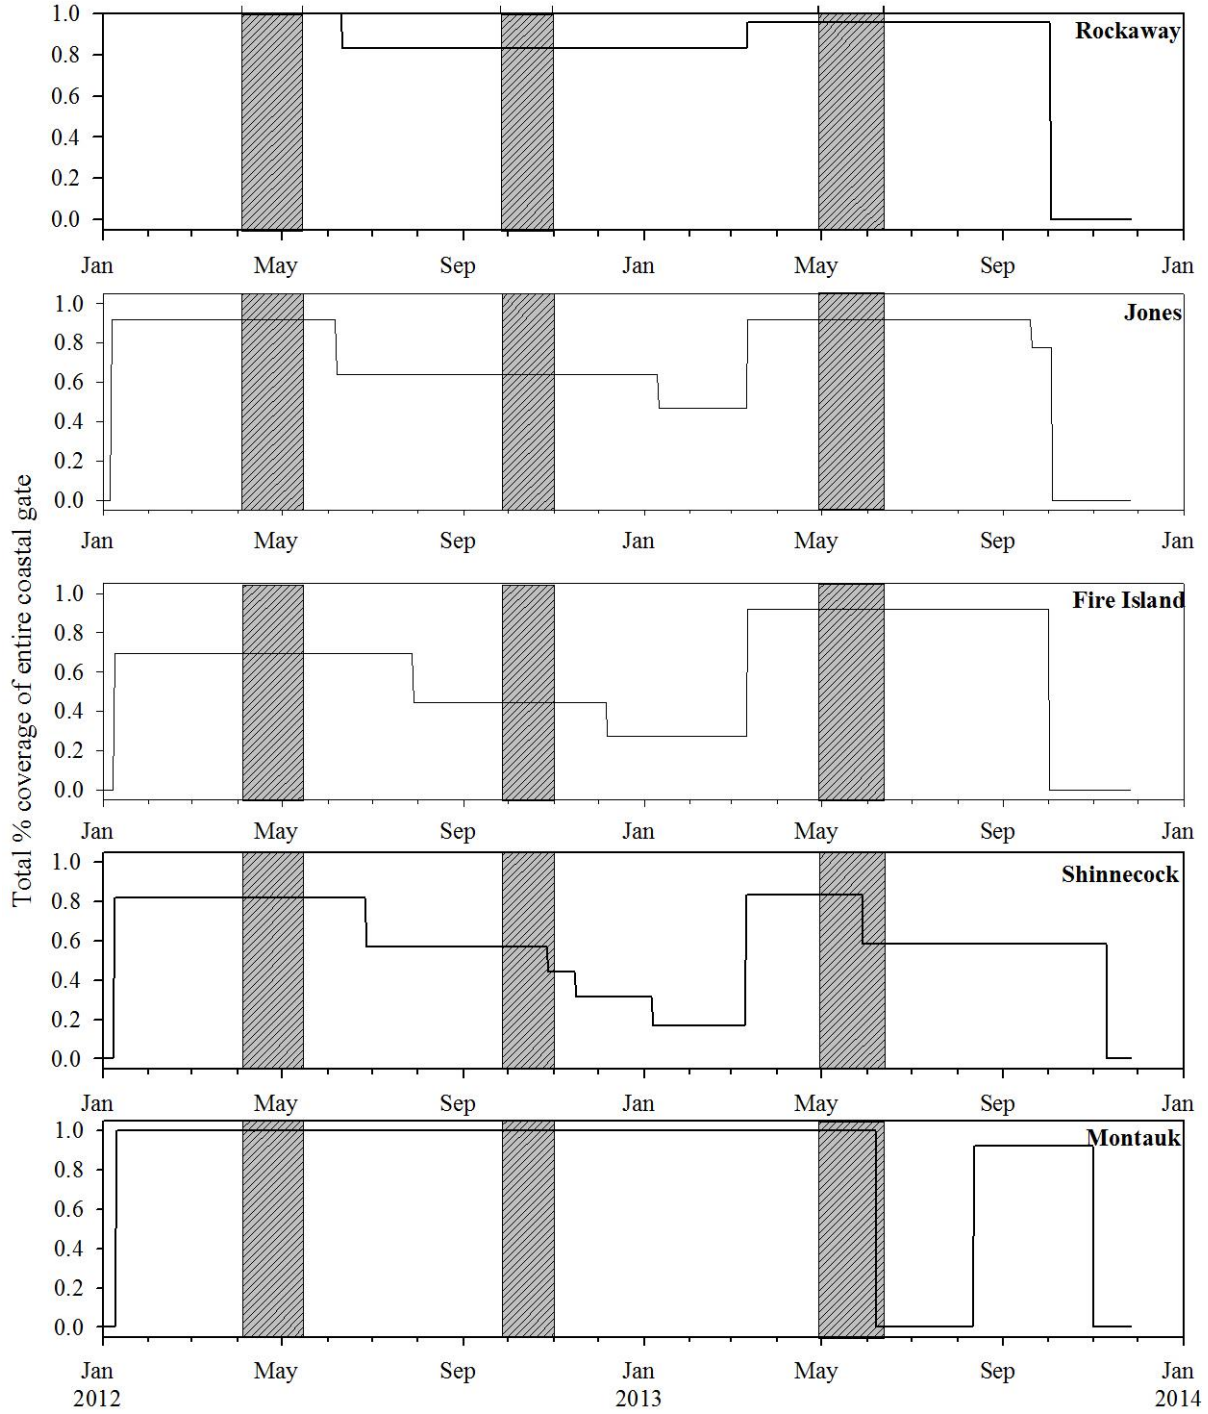 Total % coverage of entire coastal gate
Rockaway
1.0
0.8
0.6
0.4
0.2
0.0
Jan May Sep Jan May Sep Jan
Jones
1.0
0.8
0.6
0.4
0.2
0.0
Jan May Sep Jan May Sep Jan
Fire Island
1.0
0.8
0.6
0.4
0.2
0.0
Jan May Sep Jan May Sep Jan
Shinnecock
1.0
0.8
0.6
0.4
0.2
0.0
Jan May Sep Jan May Sep Jan
Montauk
1.0
0.8
0.6
0.4
0.2
0.0
Jan May Sep Jan May Sep Jan
2012 2013 2014